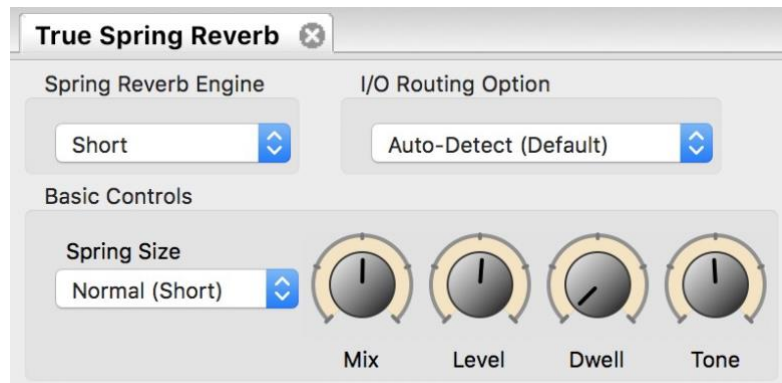 True Spring Reverb
Spring Reverb Engine
I/O Routing Option
Short
Auto-Detect (Default)
Basic Controls
Spring Size
Normal (Short)
Mix
Level
Dwell
Tone